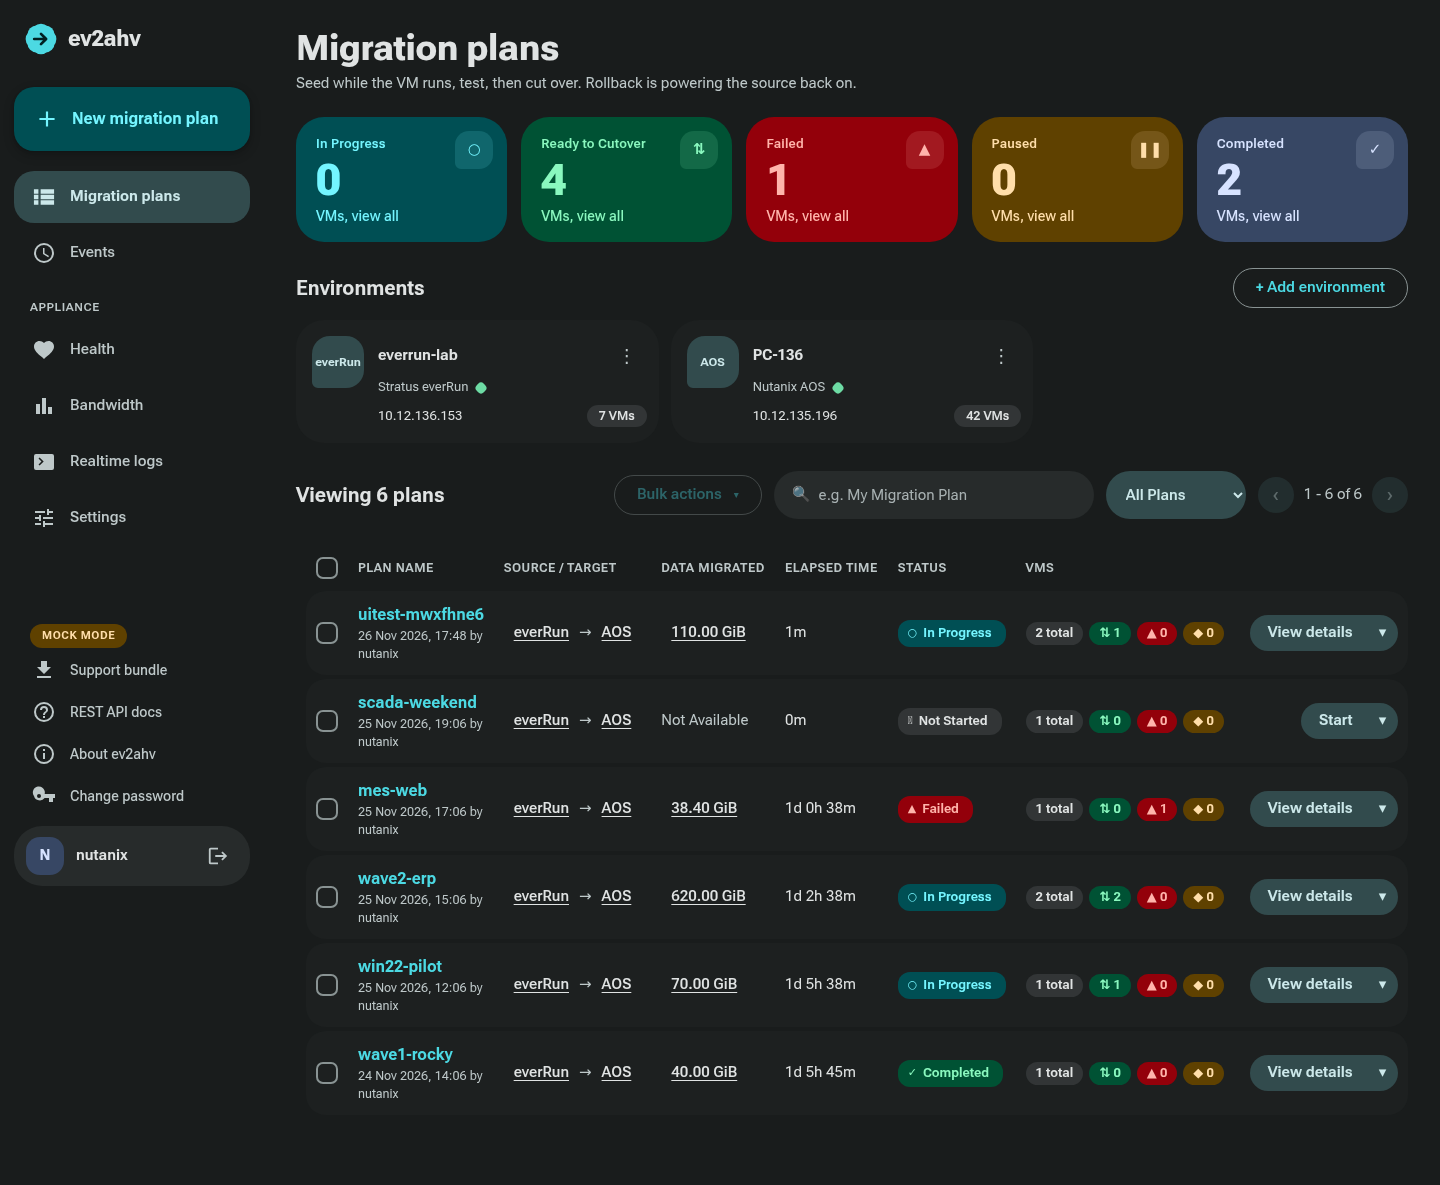 ev2ahv
New migration plan
Migration plans
Events
APPLIANCE
Health
Bandwidth
Realtime logs
Settings
MOCK MODE
Support bundle
REST API docs
About ev2ahv
Change password
N nutanix
Migration plans
Seed while the VM runs, test, then cut over. Rollback is powering the source back on.
In Progress
0
VMs, view all
Ready to Cutover
4
VMs, view all
Failed
1
VMs, view all
Paused
0
VMs, view all
Completed
2
VMs, view all
Environments
+ Add environment
everRun
everrun-lab
Stratus everRun
10.12.136.153
7 VMs
AOS
PC-136
Nutanix AOS
10.12.135.196
42 VMs
Viewing 6 plans
Bulk actions
e.g. My Migration Plan
All Plans
1 - 6 of 6
PLAN NAME SOURCE / TARGET DATA MIGRATED ELAPSED TIME STATUS VMS
uitest-mwxfhne6
26 Nov 2026, 17:48 by
nutanix
everRun → AOS 110.00 GiB 1m In Progress 2 total ⇅ 1 ▲ 0 ◆ 0 View details ▾
scada-weekend
25 Nov 2026, 19:06 by
nutanix
everRun → AOS Not Available 0m Not Started 1 total ⇅ 0 ▲ 0 ◆ 0 Start ▾
mes-web
25 Nov 2026, 17:06 by
nutanix
everRun → AOS 38.40 GiB 1d 0h 38m ▲ Failed 1 total ⇅ 0 ▲ 1 ◆ 0 View details ▾
wave2-erp
25 Nov 2026, 15:06 by
nutanix
everRun → AOS 620.00 GiB 1d 2h 38m In Progress 2 total ⇅ 2 ▲ 0 ◆ 0 View details ▾
win22-pilot
25 Nov 2026, 12:06 by
nutanix
everRun → AOS 70.00 GiB 1d 5h 38m In Progress 1 total ⇅ 1 ▲ 0 ◆ 0 View details ▾
wave1-rocky
24 Nov 2026, 14:06 by
nutanix
everRun → AOS 40.00 GiB 1d 5h 45m ✓ Completed 1 total ⇅ 0 ▲ 0 ◆ 0 View details ▾